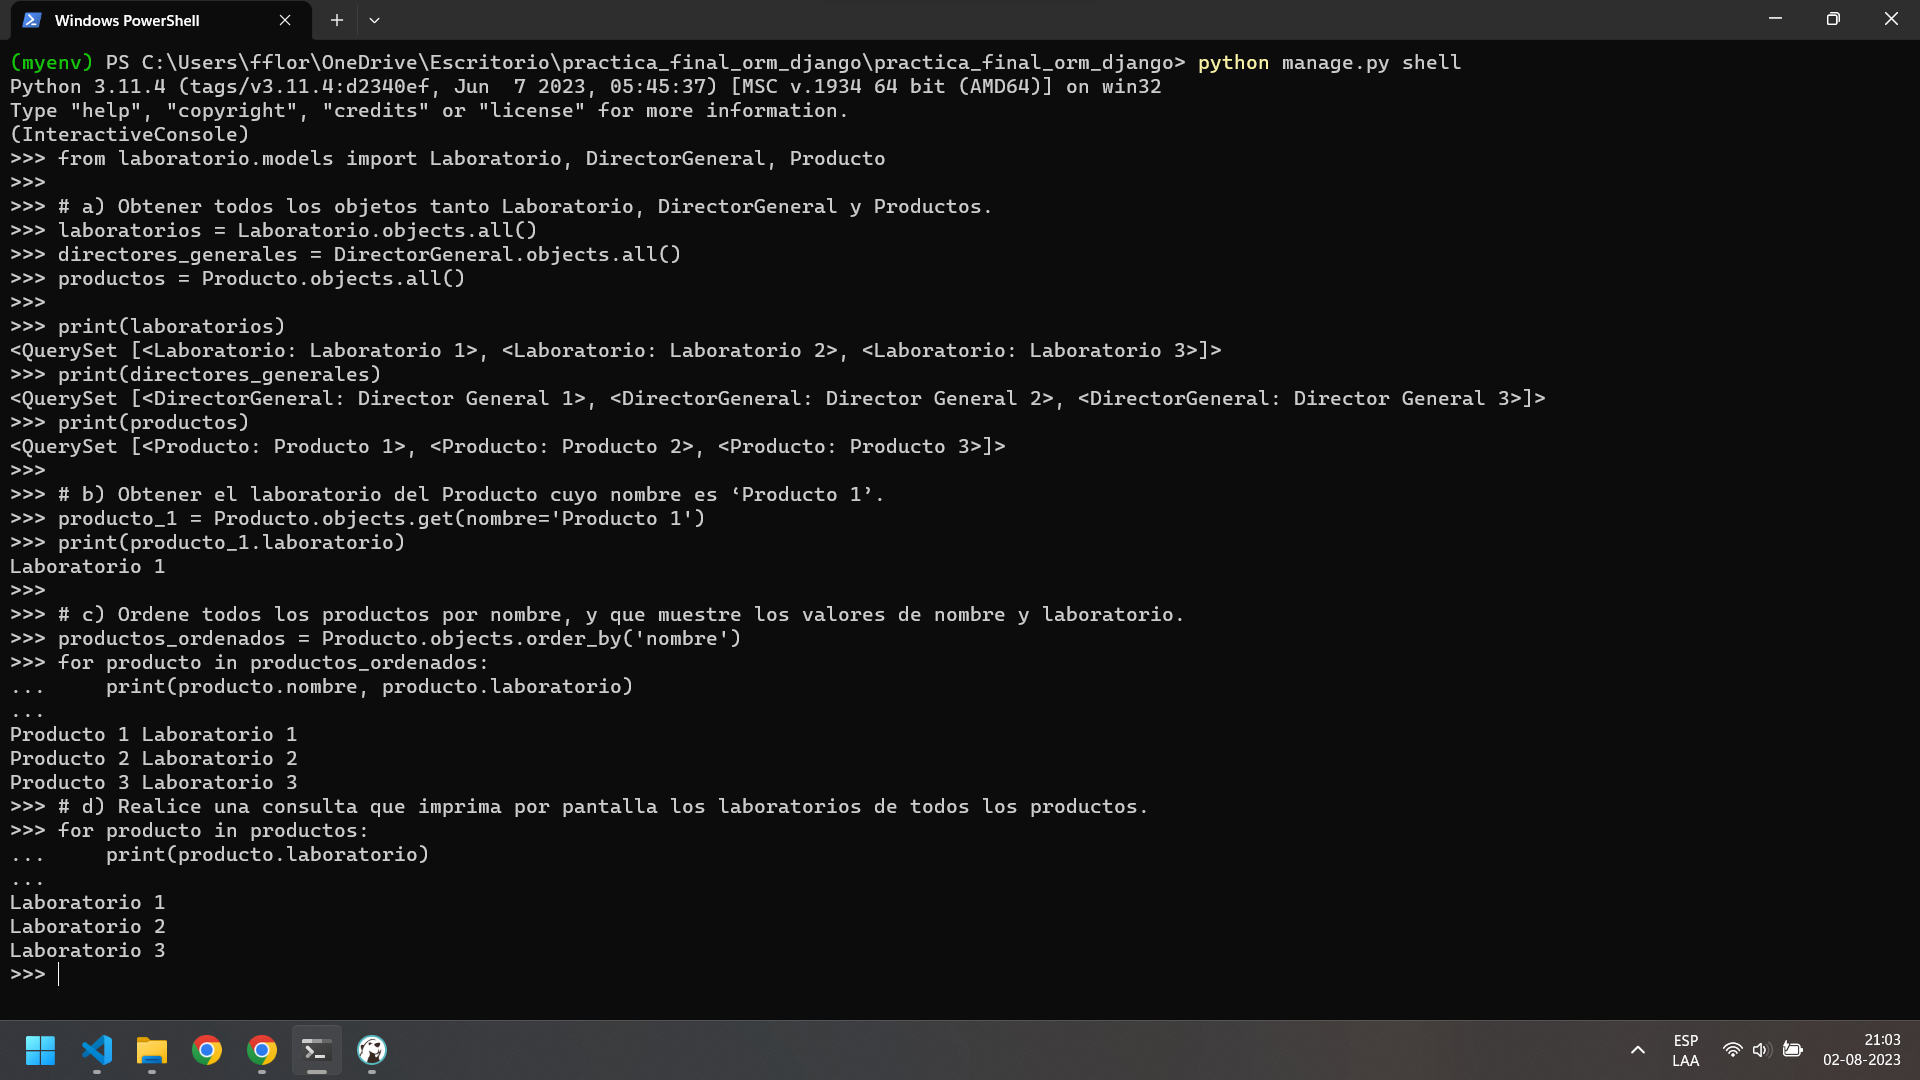 Windows PowerShell
(myenv) PS C:\Users\fflor\OneDrive\Escritorio\practica_final_orm_django\practica_final_orm_django> python manage.py shell
Python 3.11.4 (tags/v3.11.4:d2340ef, Jun  7 2023, 05:45:37) [MSC v.1934 64 bit (AMD64)] on win32
Type "help", "copyright", "credits" or "license" for more information.
(InteractiveConsole)
>>> from laboratorio.models import Laboratorio, DirectorGeneral, Producto
>>>
>>> # a) Obtener todos los objetos tanto Laboratorio, DirectorGeneral y Productos.
>>> laboratorios = Laboratorio.objects.all()
>>> directores_generales = DirectorGeneral.objects.all()
>>> productos = Producto.objects.all()
>>>
>>> print(laboratorios)
<QuerySet [<Laboratorio: Laboratorio 1>, <Laboratorio: Laboratorio 2>, <Laboratorio: Laboratorio 3>]>
>>> print(directores_generales)
<QuerySet [<DirectorGeneral: Director General 1>, <DirectorGeneral: Director General 2>, <DirectorGeneral: Director General 3>]>
>>> print(productos)
<QuerySet [<Producto: Producto 1>, <Producto: Producto 2>, <Producto: Producto 3>]>
>>>
>>> # b) Obtener el laboratorio del Producto cuyo nombre es ‘Producto 1’.
>>> producto_1 = Producto.objects.get(nombre='Producto 1')
>>> print(producto_1.laboratorio)
Laboratorio 1
>>>
>>> # c) Ordene todos los productos por nombre, y que muestre los valores de nombre y laboratorio.
>>> productos_ordenados = Producto.objects.order_by('nombre')
>>> for producto in productos_ordenados:
...     print(producto.nombre, producto.laboratorio)
...
Producto 1 Laboratorio 1
Producto 2 Laboratorio 2
Producto 3 Laboratorio 3
>>> # d) Realice una consulta que imprima por pantalla los laboratorios de todos los productos.
>>> for producto in productos:
...     print(producto.laboratorio)
...
Laboratorio 1
Laboratorio 2
Laboratorio 3
>>>
ESP
LAA
21:03
02-08-2023